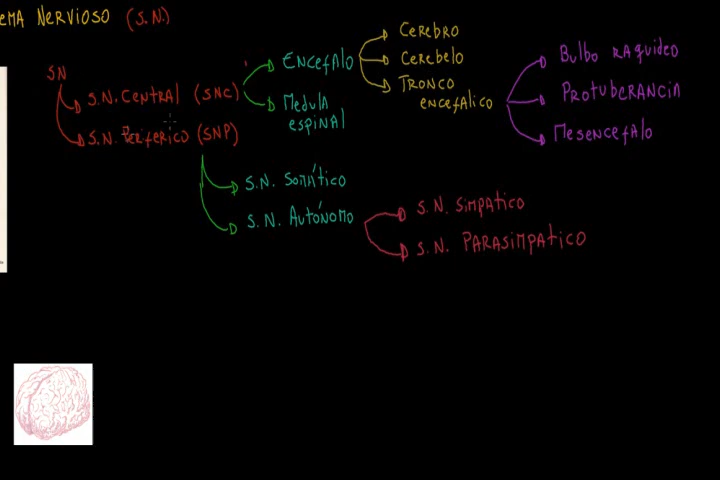 EMA NERVIOSO (S.N.)
SN
S.N. CENTRAL (SNC)
S.N. PERIFERICO (SNP)
ENCEFALO
MEDULA
ESPINAL
CEREBRO
CEREBELO
TRONCO
ENCEFALICO
BULBO RAQUIDEO
PROTUBERANCIA
MESENCEFALO
S.N. SOMÁTICO
S.N. AUTÓNOMO
S.N. SIMPATICO
S.N. PARASIMPATICO